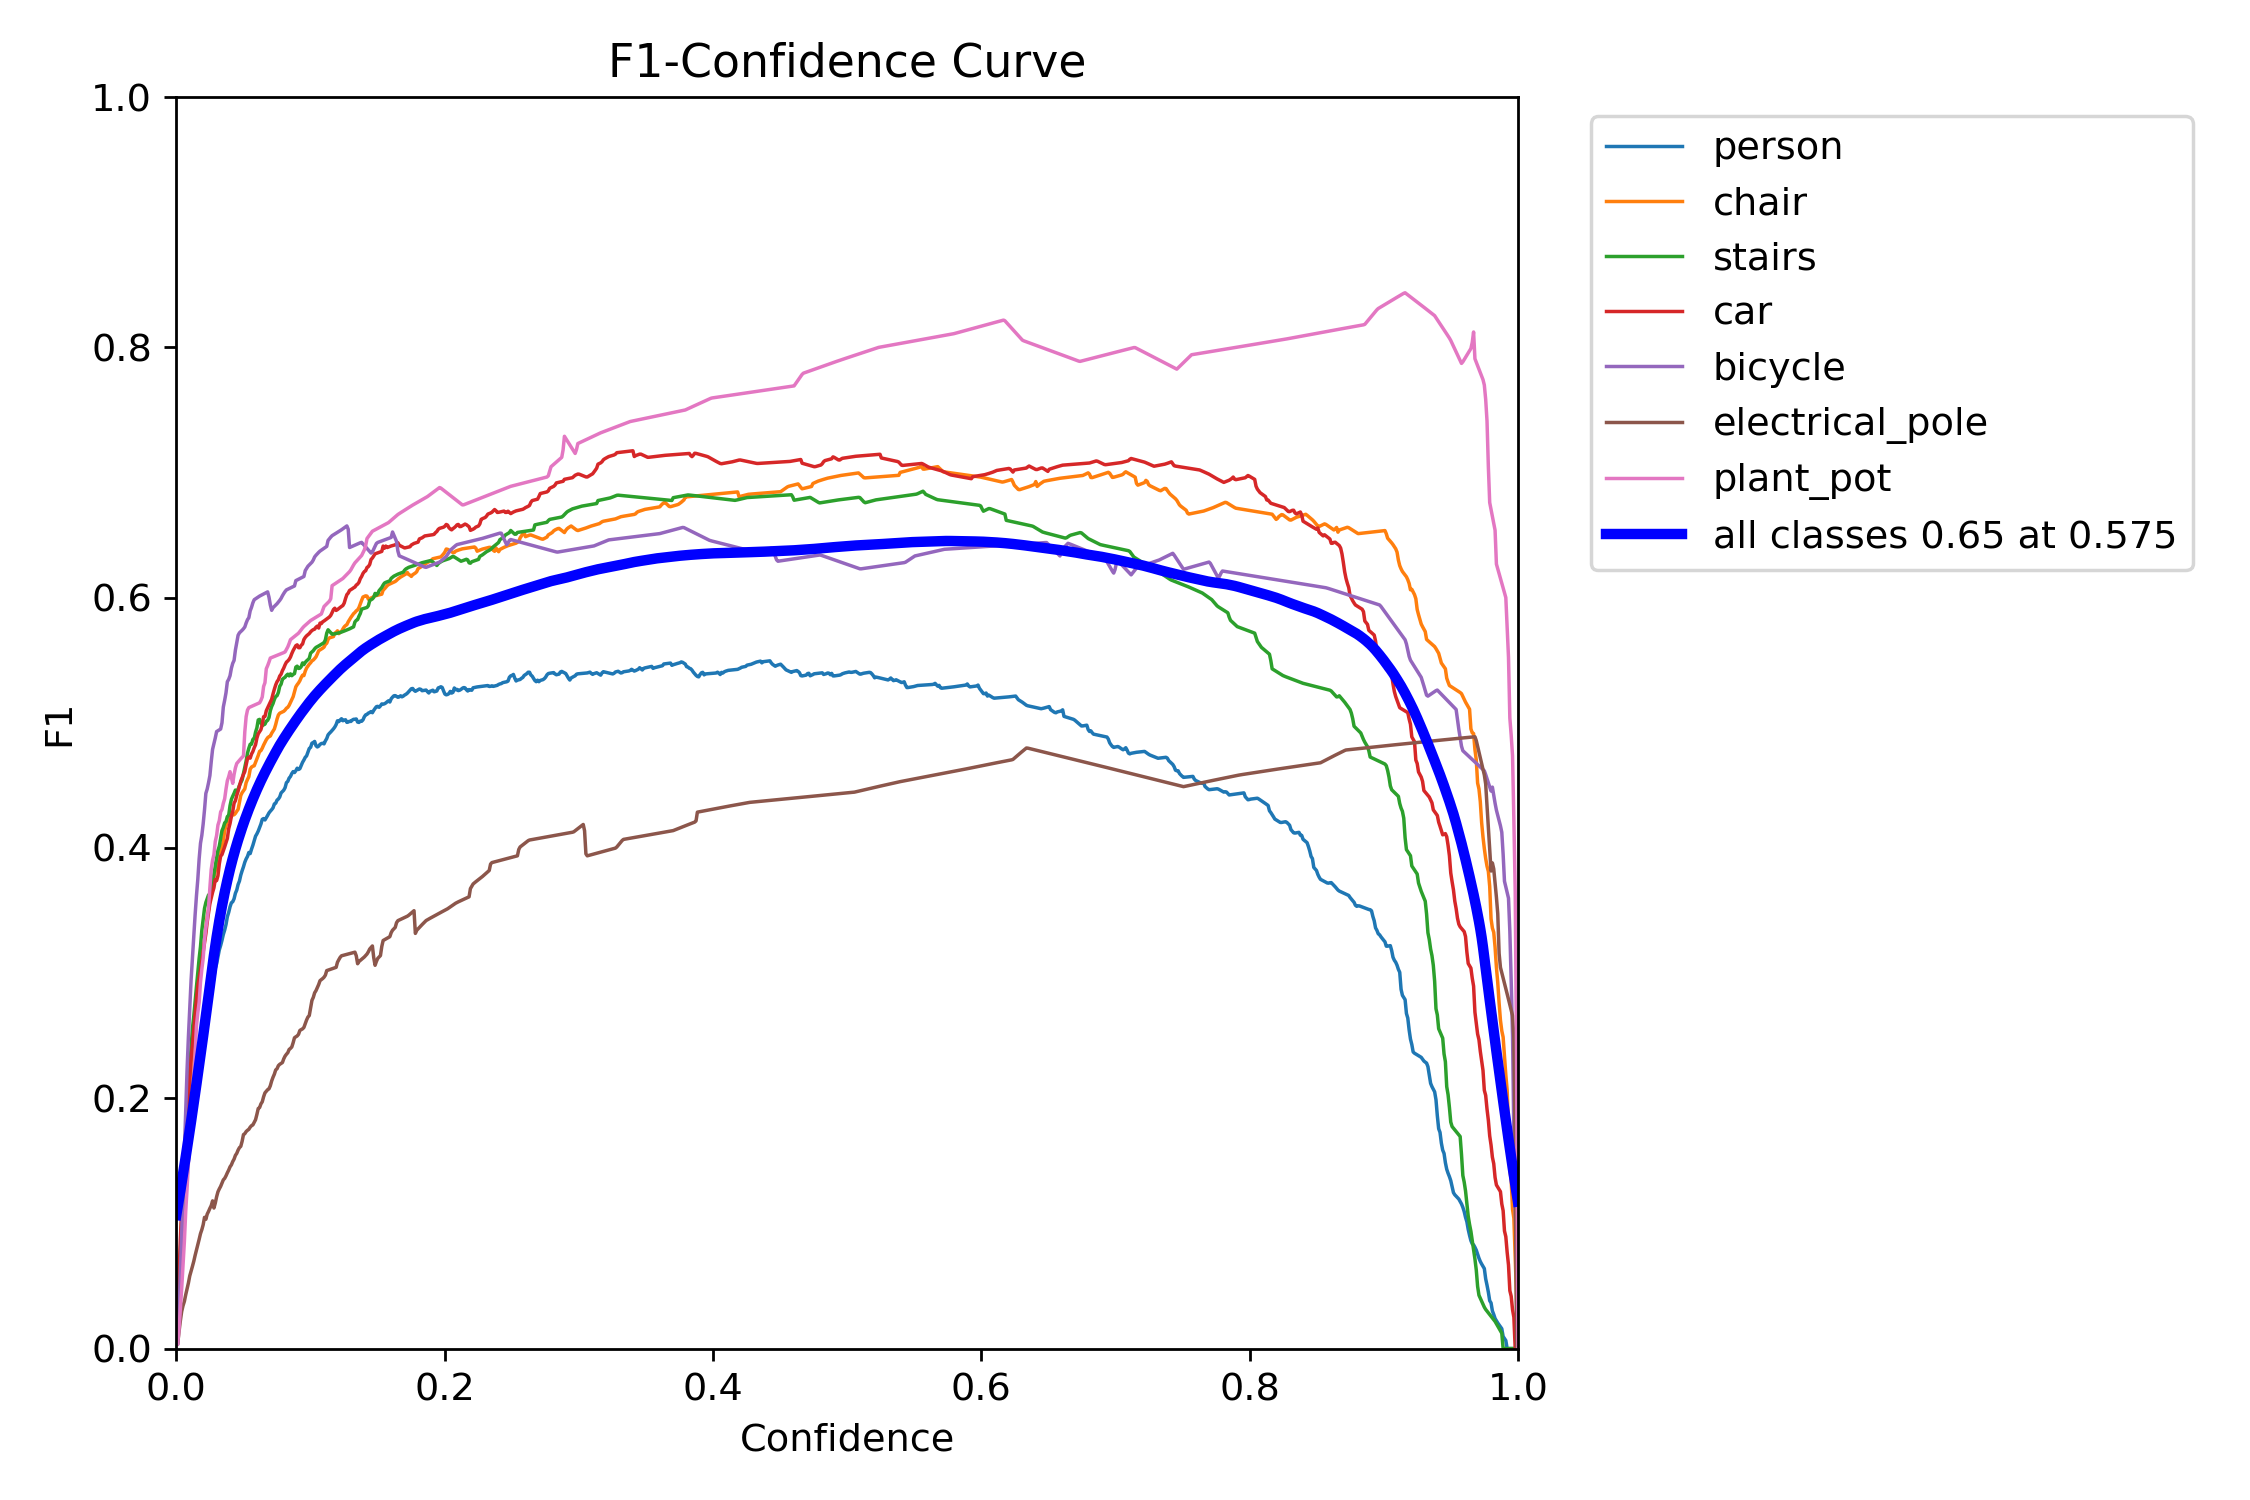 F1-Confidence Curve
1.0
0.8
0.6
0.4
0.2
0.0
F1
0.0 0.2 0.4 0.6 0.8 1.0
Confidence
person
chair
stairs
car
bicycle
electrical_pole
plant_pot
all classes 0.65 at 0.575